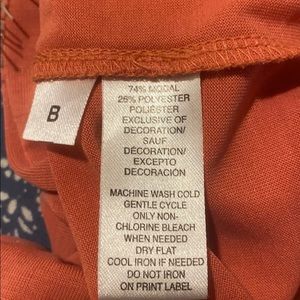 B
74% MODAL
26% POLYESTER
POLIÉSTER
EXCLUSIVE OF
DECORATION/
SAUF
DÉCORATION/
EXCEPTO
DECORACIÓN
MACHINE WASH COLD
GENTLE CYCLE
ONLY NON-
CHLORINE BLEACH
WHEN NEEDED
DRY FLAT
COOL IRON IF NEEDED
DO NOT IRON
ON PRINT LABEL